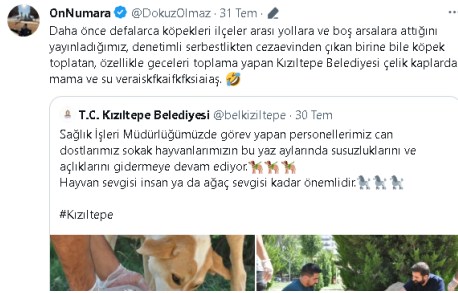 OnNumara @DokuzOlmaz · 31 Tem
Daha önce defalarca köpekleri ilçeler arası yollara ve boş arsalara attığını
yayınladığımız, denetimli serbestlikten cezaevinden çıkan birine bile köpek
toplatan, özellikle geceleri toplama yapan Kızıltepe Belediyesi çelik kaplarda
mama ve su veraiskfkaifkfksiaiaş. 🤣
T.C. Kızıltepe Belediyesi @belkiziltepe · 30 Tem
Sağlık İşleri Müdürlüğümüzde görev yapan personellerimiz can
dostlarımız sokak hayvanlarımızın bu yaz aylarında susuzluklarını ve
açlıklarını gidermeye devam ediyor.🐕‍🦺🐕‍🦺🐕‍🦺
Hayvan sevgisi insan ya da ağaç sevgisi kadar önemlidir.🐩🐩🐩
#Kızıltepe